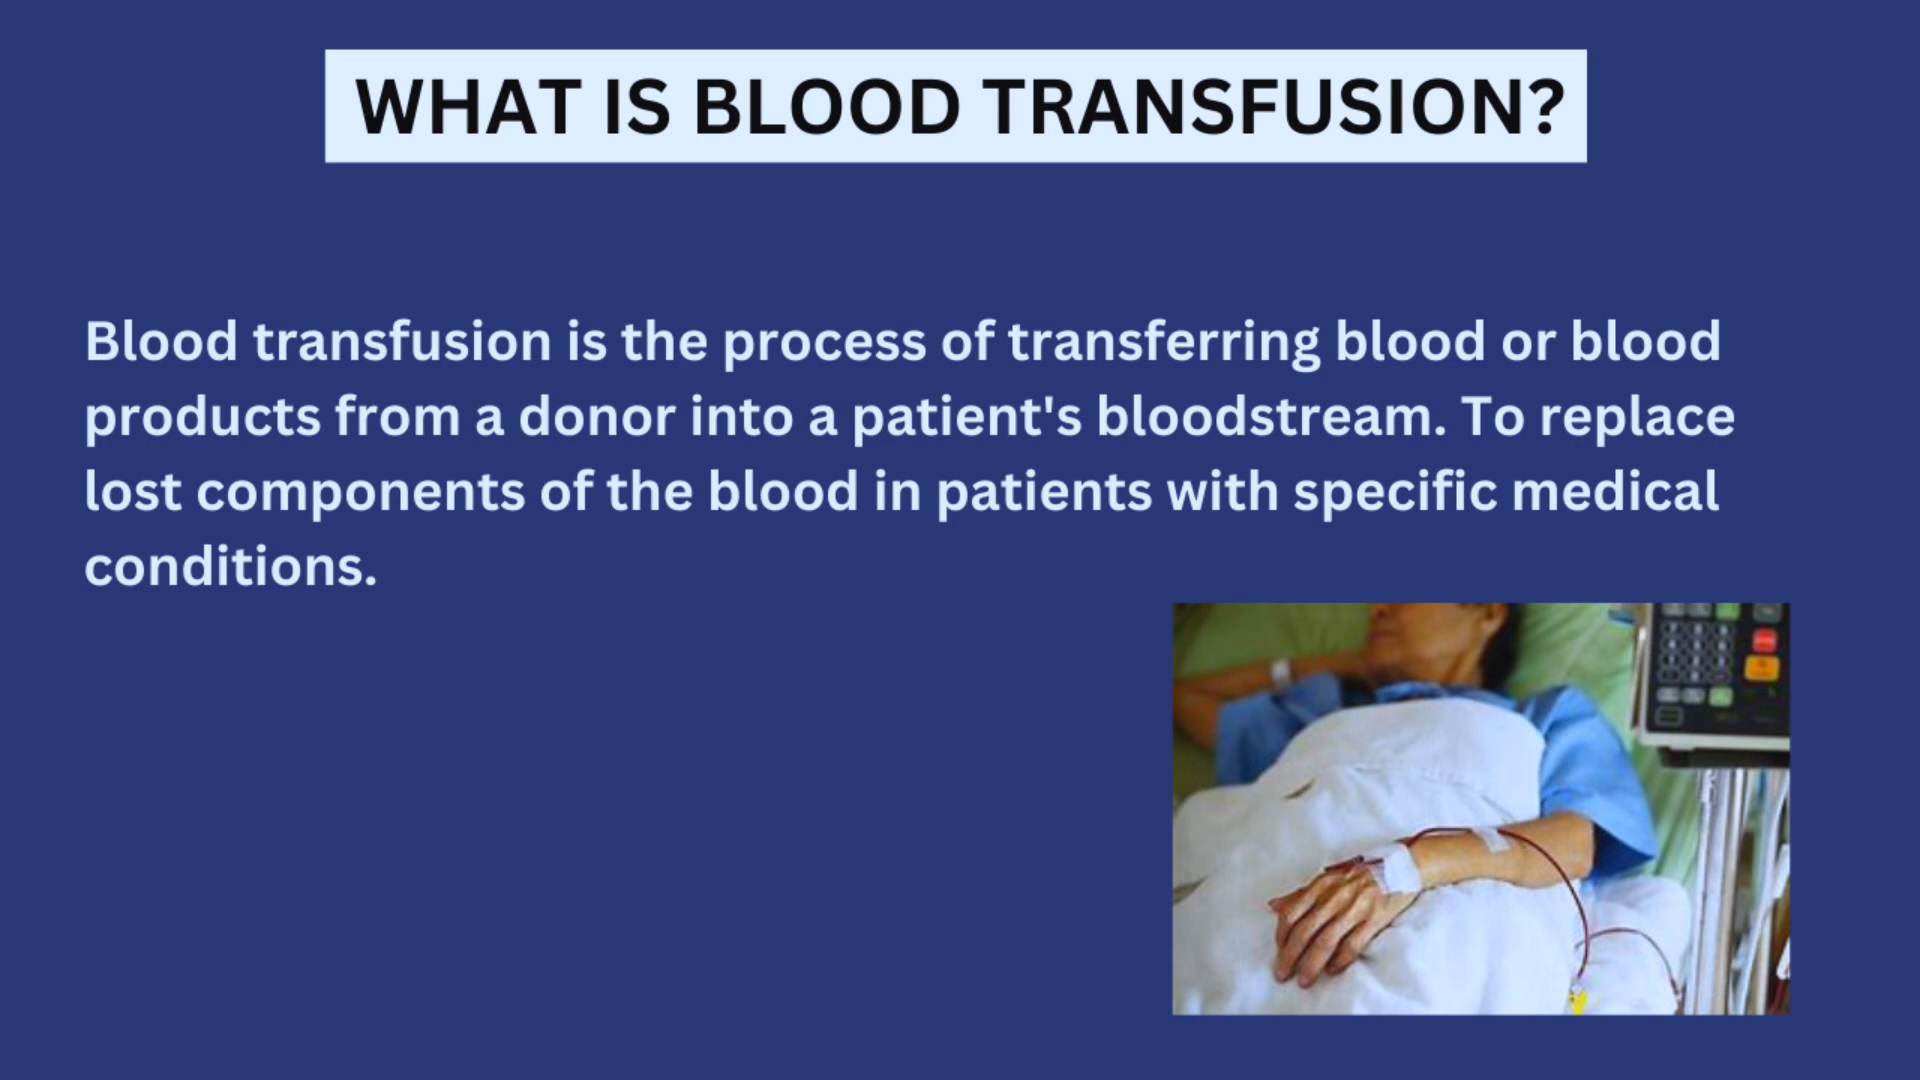 WHAT IS BLOOD TRANSFUSION?
Blood transfusion is the process of transferring blood or blood
products from a donor into a patient's bloodstream. To replace
lost components of the blood in patients with specific medical
conditions.